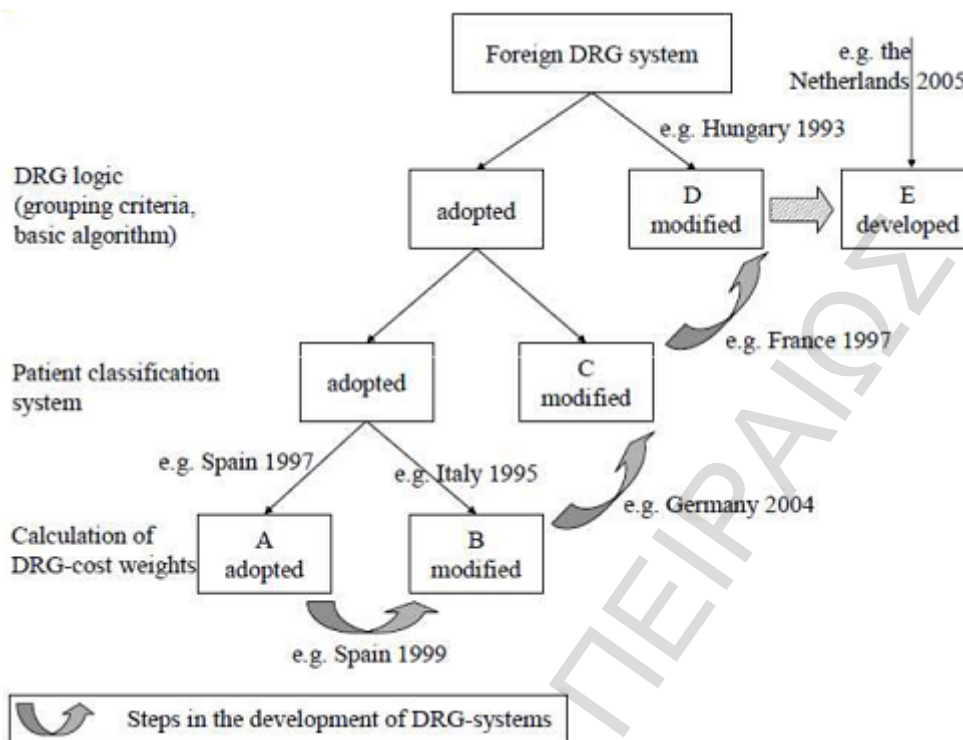 Foreign DRG system
e.g. the
Netherlands 2005
e.g. Hungary 1993
DRG logic
(grouping criteria,
basic algorithm)
adopted
D
modified
E
developed
e.g. France 1997
Patient classification
system
adopted
C
modified
e.g. Spain 1997
e.g. Italy 1995
e.g. Germany 2004
Calculation of
DRG-cost weights
A
adopted
B
modified
e.g. Spain 1999
Steps in the development of DRG-systems
ΠΕΙΡΑΙΩΣ